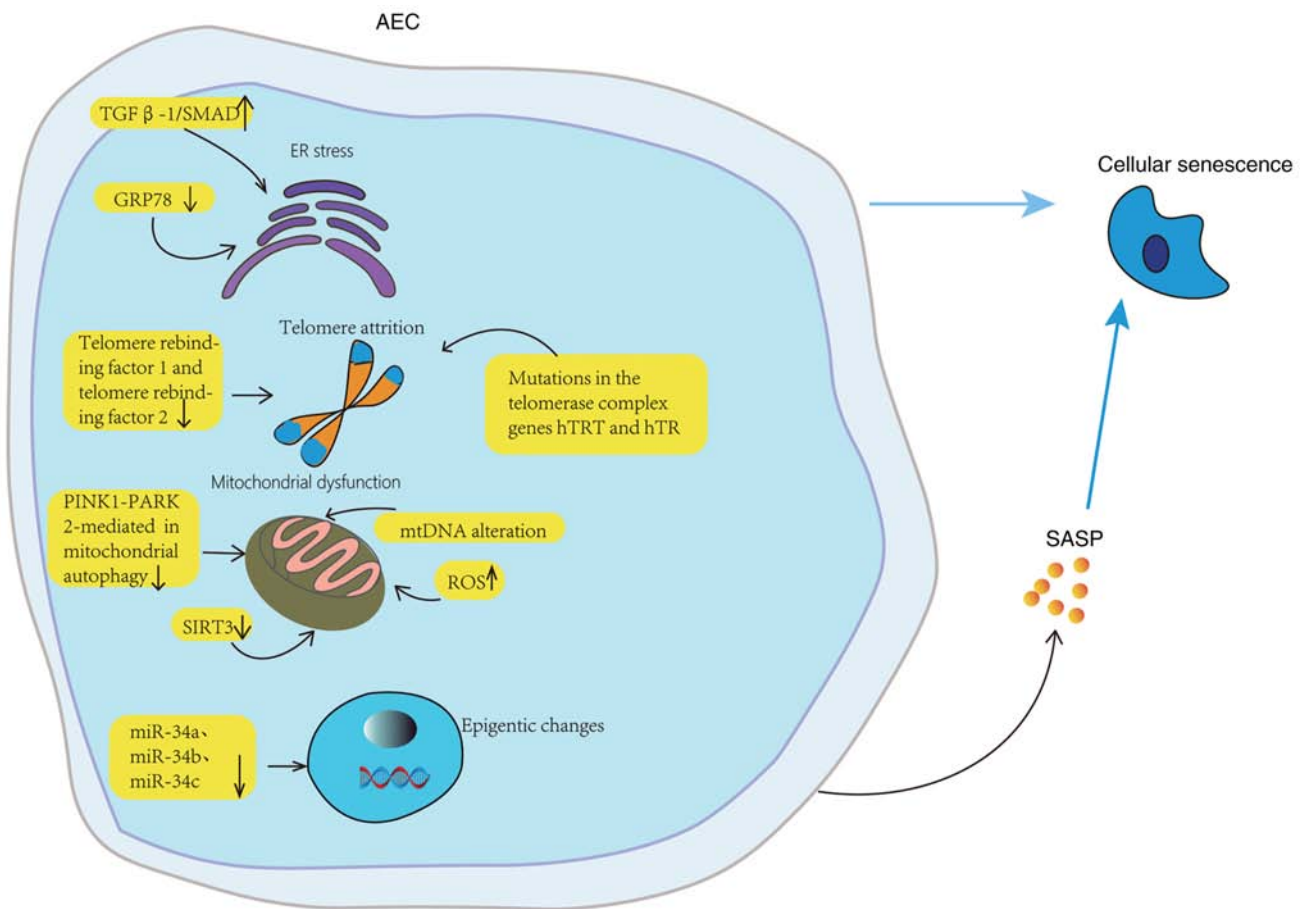 AEC
TGF β -1/SMAD
ER stress
GRP78
Cellular senescence
Telomere attrition
Telomere rebind-
ing factor 1 and
telomere rebind-
ing factor 2
Mutations in the
telomerase complex
genes hTRT and hTR
Mitochondrial dysfunction
PINK1-PARK
2-mediated in
mitochondrial
autophagy
mtDNA alteration
ROS
SIRT3
SASP
miR-34a、
miR-34b、
miR-34c
Epigentic changes